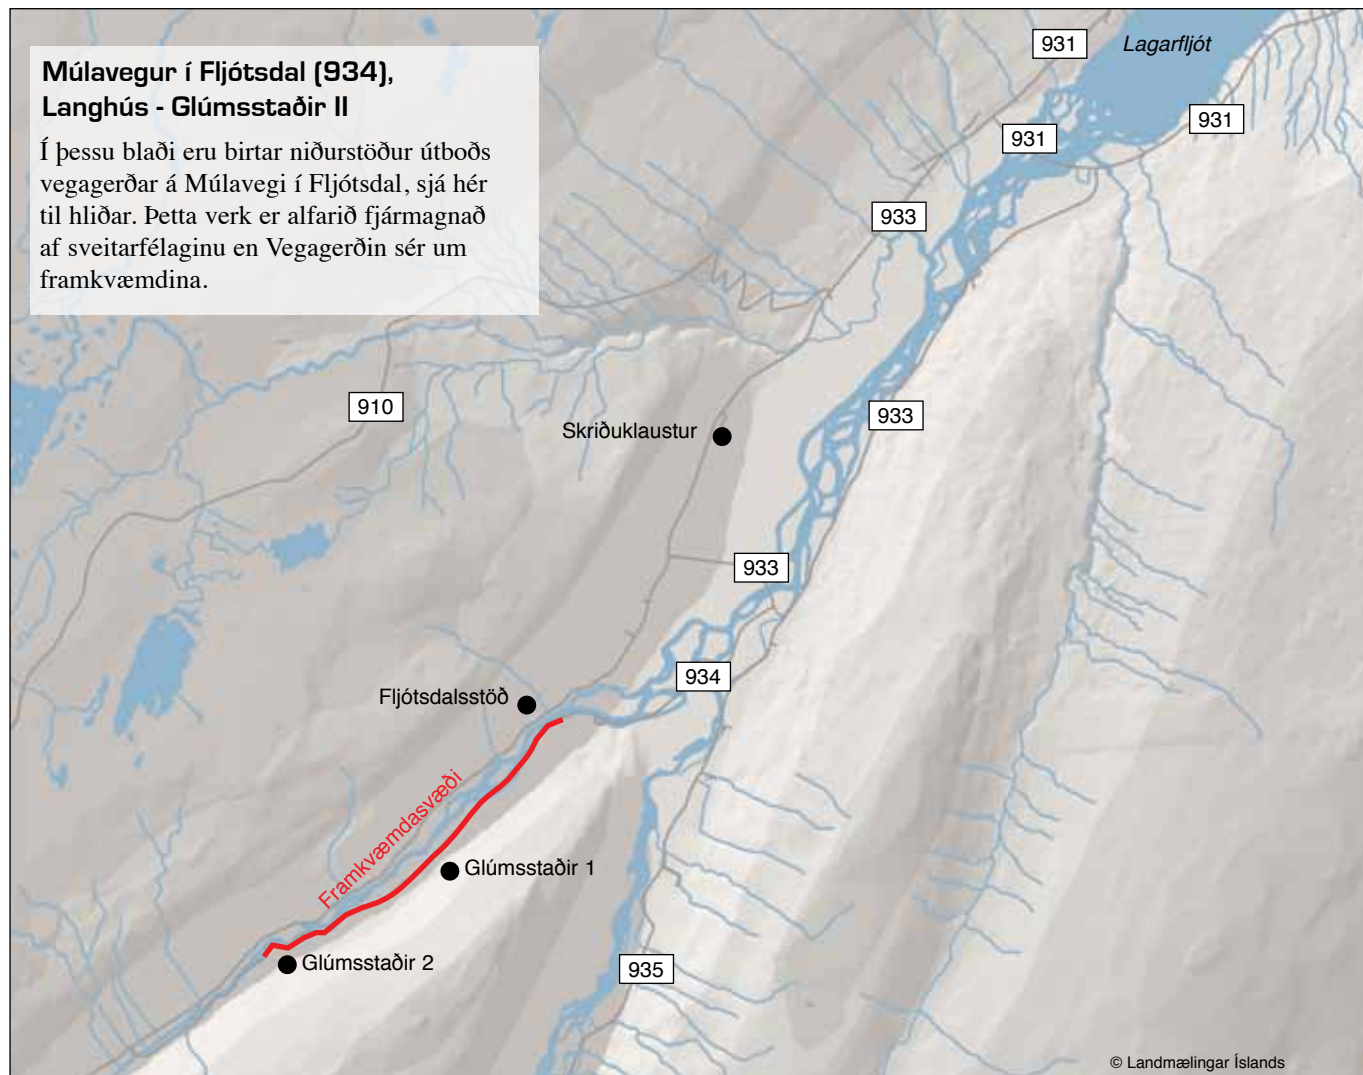 Múlavegur í Fljótsdal (934),
Langhús - Glúmsstaðir II
Í þessu blaði eru birtar niðurstöður útboðs
vegagerðar á Múlavegi í Fljótsdal, sjá hér
til hliðar. Þetta verk er alfarið fjármagnað
af sveitarfélaginu en Vegagerðin sér um
framkvæmdina.
931
Lagarfljót
931
931
933
910
933
Skriðuklaustur
933
934
Fljótsdalsstöð
Framkvæmdasvæði
Glúmsstaðir 1
Glúmsstaðir 2
935
© Landmælingar Íslands